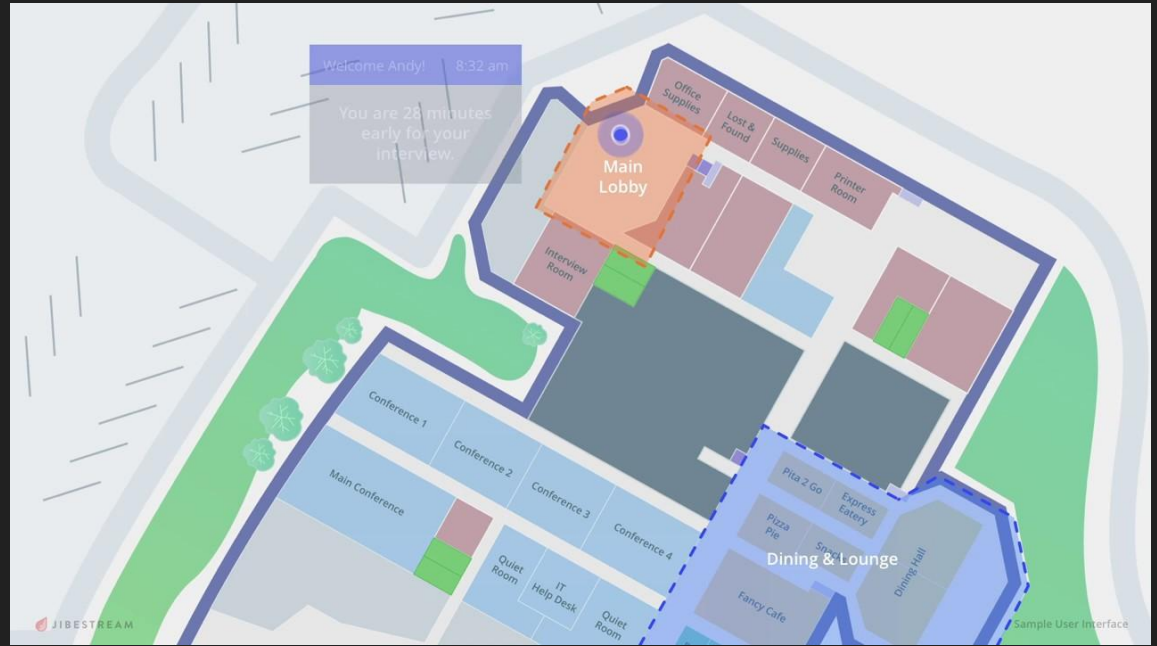 Welcome Andy! 8:32 am
You are 28 minutes
early for your
interview.
Office
Supplies
Lost &
Found
Supplies
Printer
Room
Main
Lobby
Interview
Room
Conference 1
Conference 2
Conference 3
Conference 4
Main Conference
Quiet
Room
IT
Help Desk
Quiet
Room
Pita 2 Go
Express
Eatery
Pizza
Pie
Dining & Lounge
Dining Hall
Fancy Cafe
JIBESTREAM
Sample User Interface